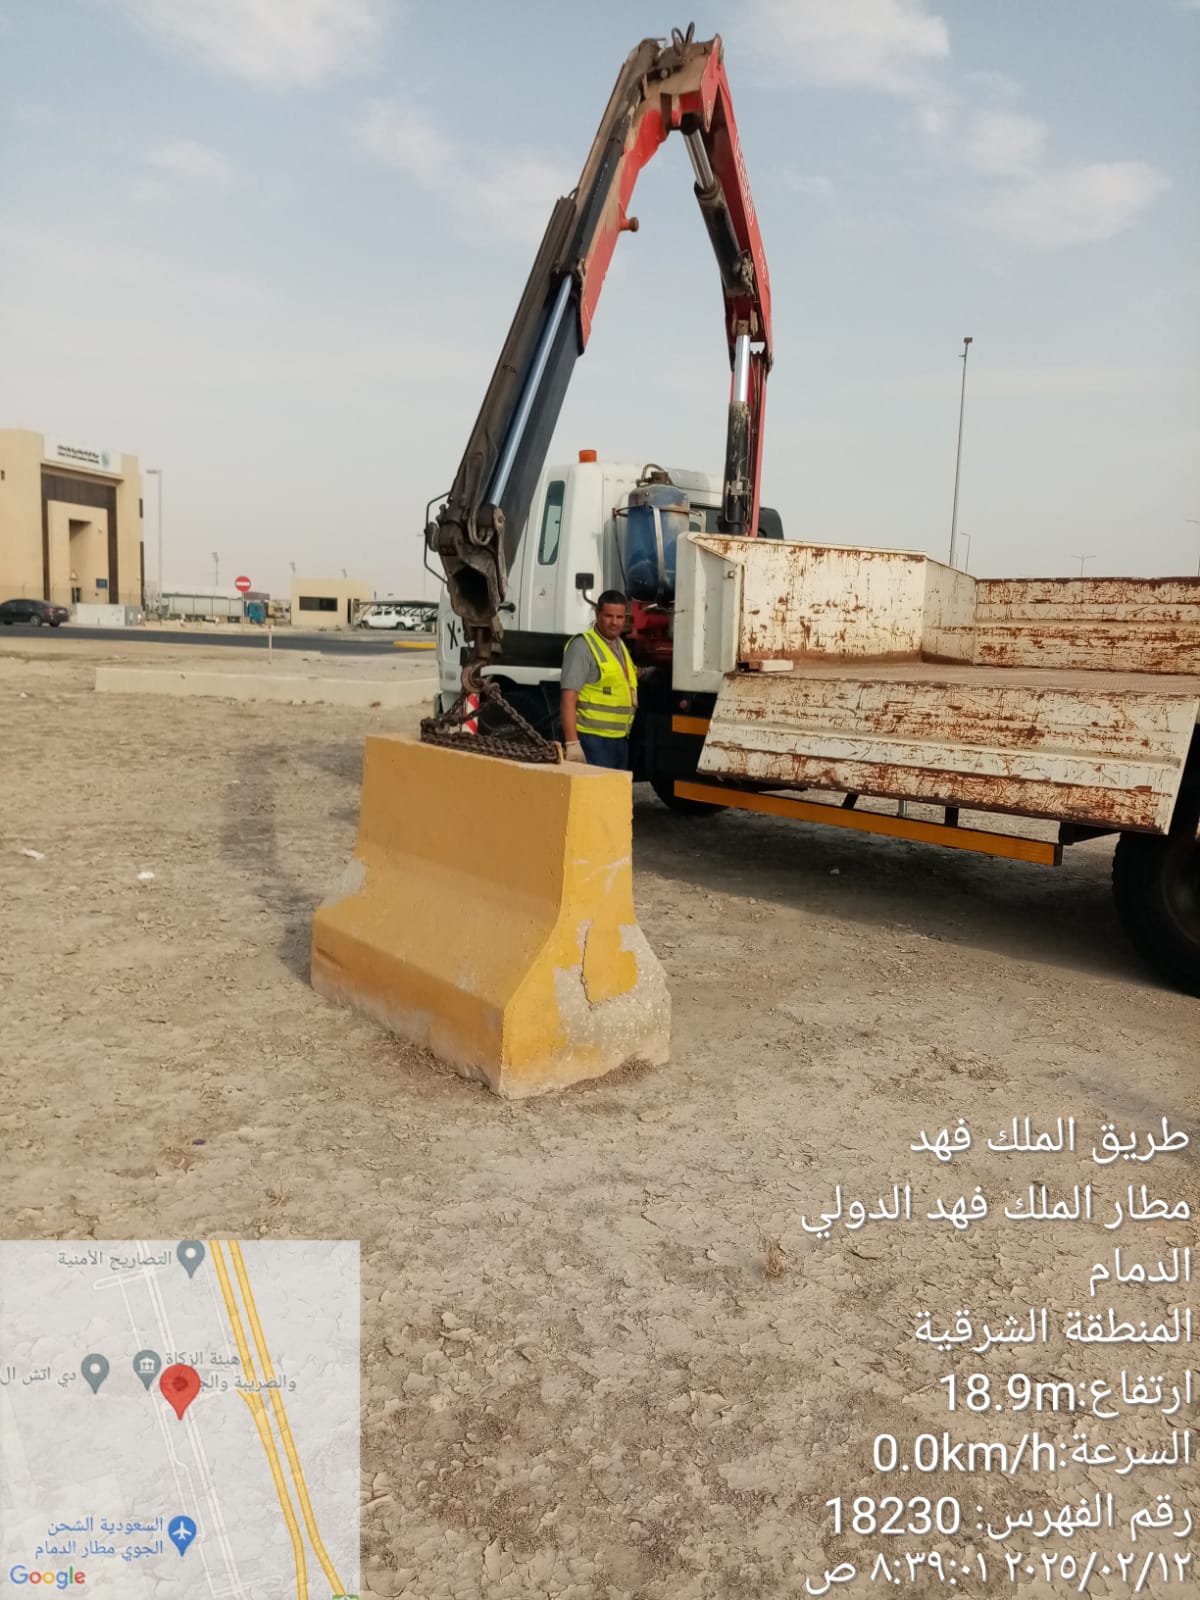 طريق الملك فهد
مطار الملك فهد الدولي
الدمام
المنطقة الشرقية
ارتفاع:18.9m
السرعة:0.0km/h
رقم الفهرس: 18230
٢٠٢٥/٠٢/١٢ ٨:٣٩:٠١ ص
التصاريح الأمنية
هيئة الزكاة
والضريبة والج
دي اتش ال
السعودية الشحن
الجوي مطار الدمام
Google